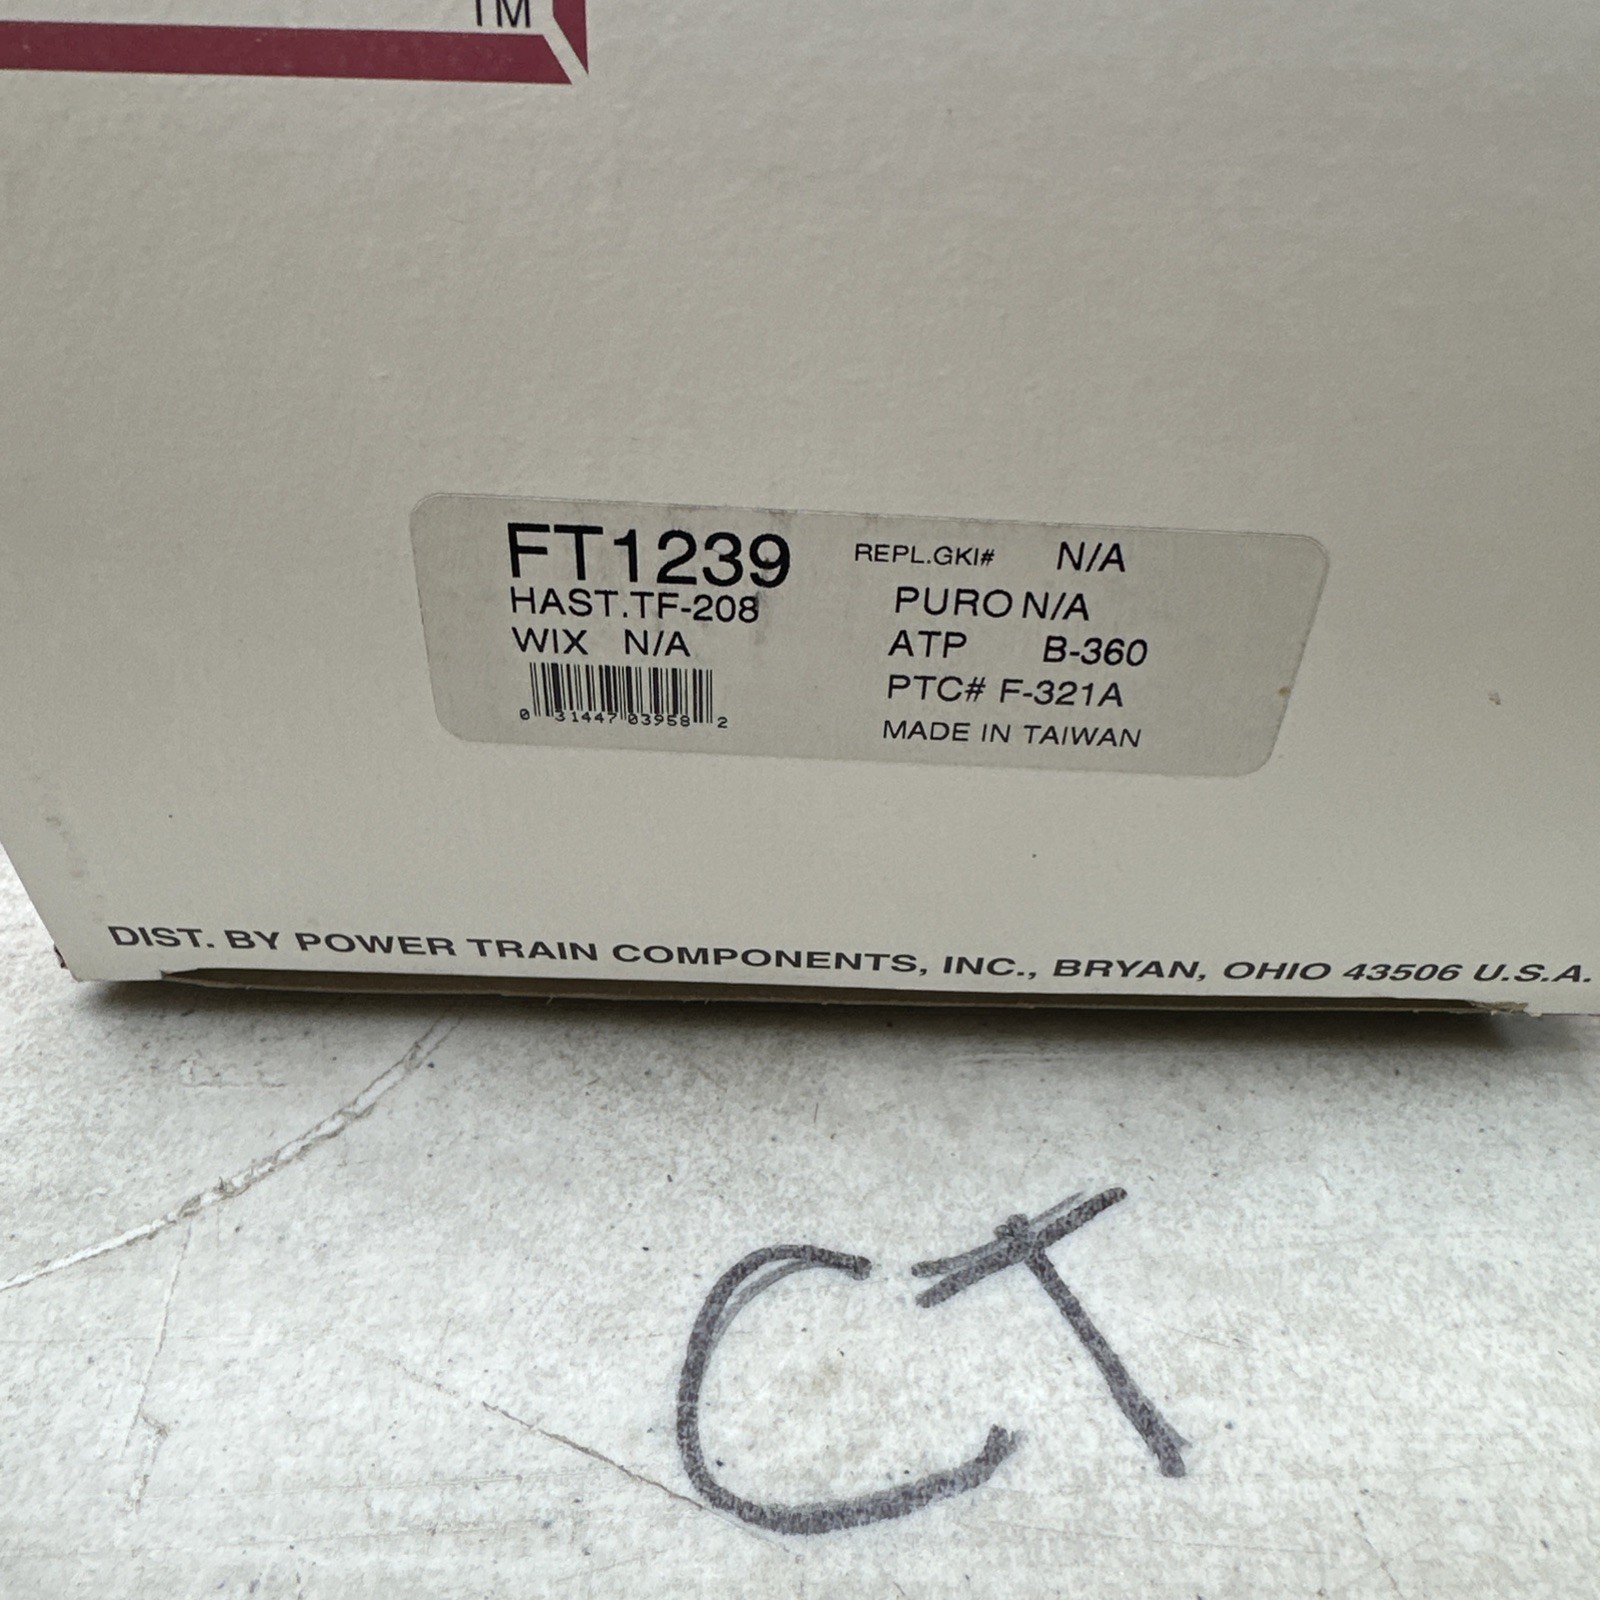 TM
FT1239 REPL.GKI# N/A
HAST.TF-208 PURO N/A
WIX N/A ATP B-360
PTC# F-321A
0 31447 03958 2 MADE IN TAIWAN
DIST. BY POWER TRAIN COMPONENTS, INC., BRYAN, OHIO 43506 U.S.A.
CT